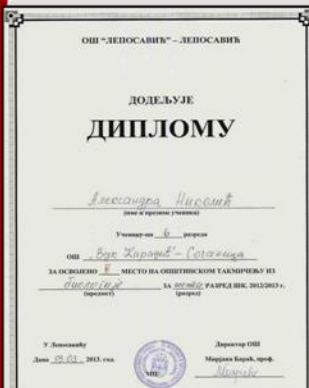 ОШ "ЛЕПОСАВИЋ" – ЛЕПОСАВИЋ
ДОДЕЉУЈЕ
ДИПЛОМУ
Александра Николић
(име и презиме ученика)
Ученику-ци 6 разреда
ОШ „Вук Караџић" – Сочаница
ЗА ОСВОЈЕНО II МЕСТО НА ОПШТИНСКОМ ТАКМИЧЕЊУ ИЗ
биологије ЗА шести РАЗРЕД ШК. 2012/2013 г.
(предмет) (разред)
У Лепосавићу Директор ОШ
Дана 09.03. 2013. год. Марјана Бараћ, проф.
МП